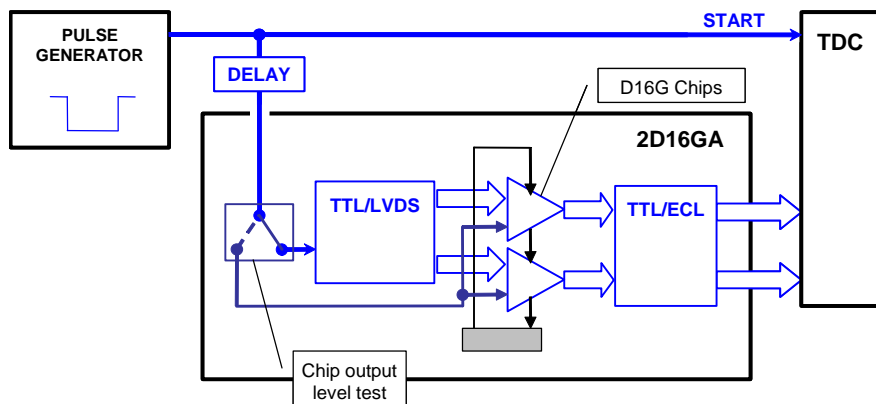 PULSE
GENERATOR
START
TDC
DELAY
D16G Chips
2D16GA
TTL/LVDS
TTL/ECL
Chip output
level test